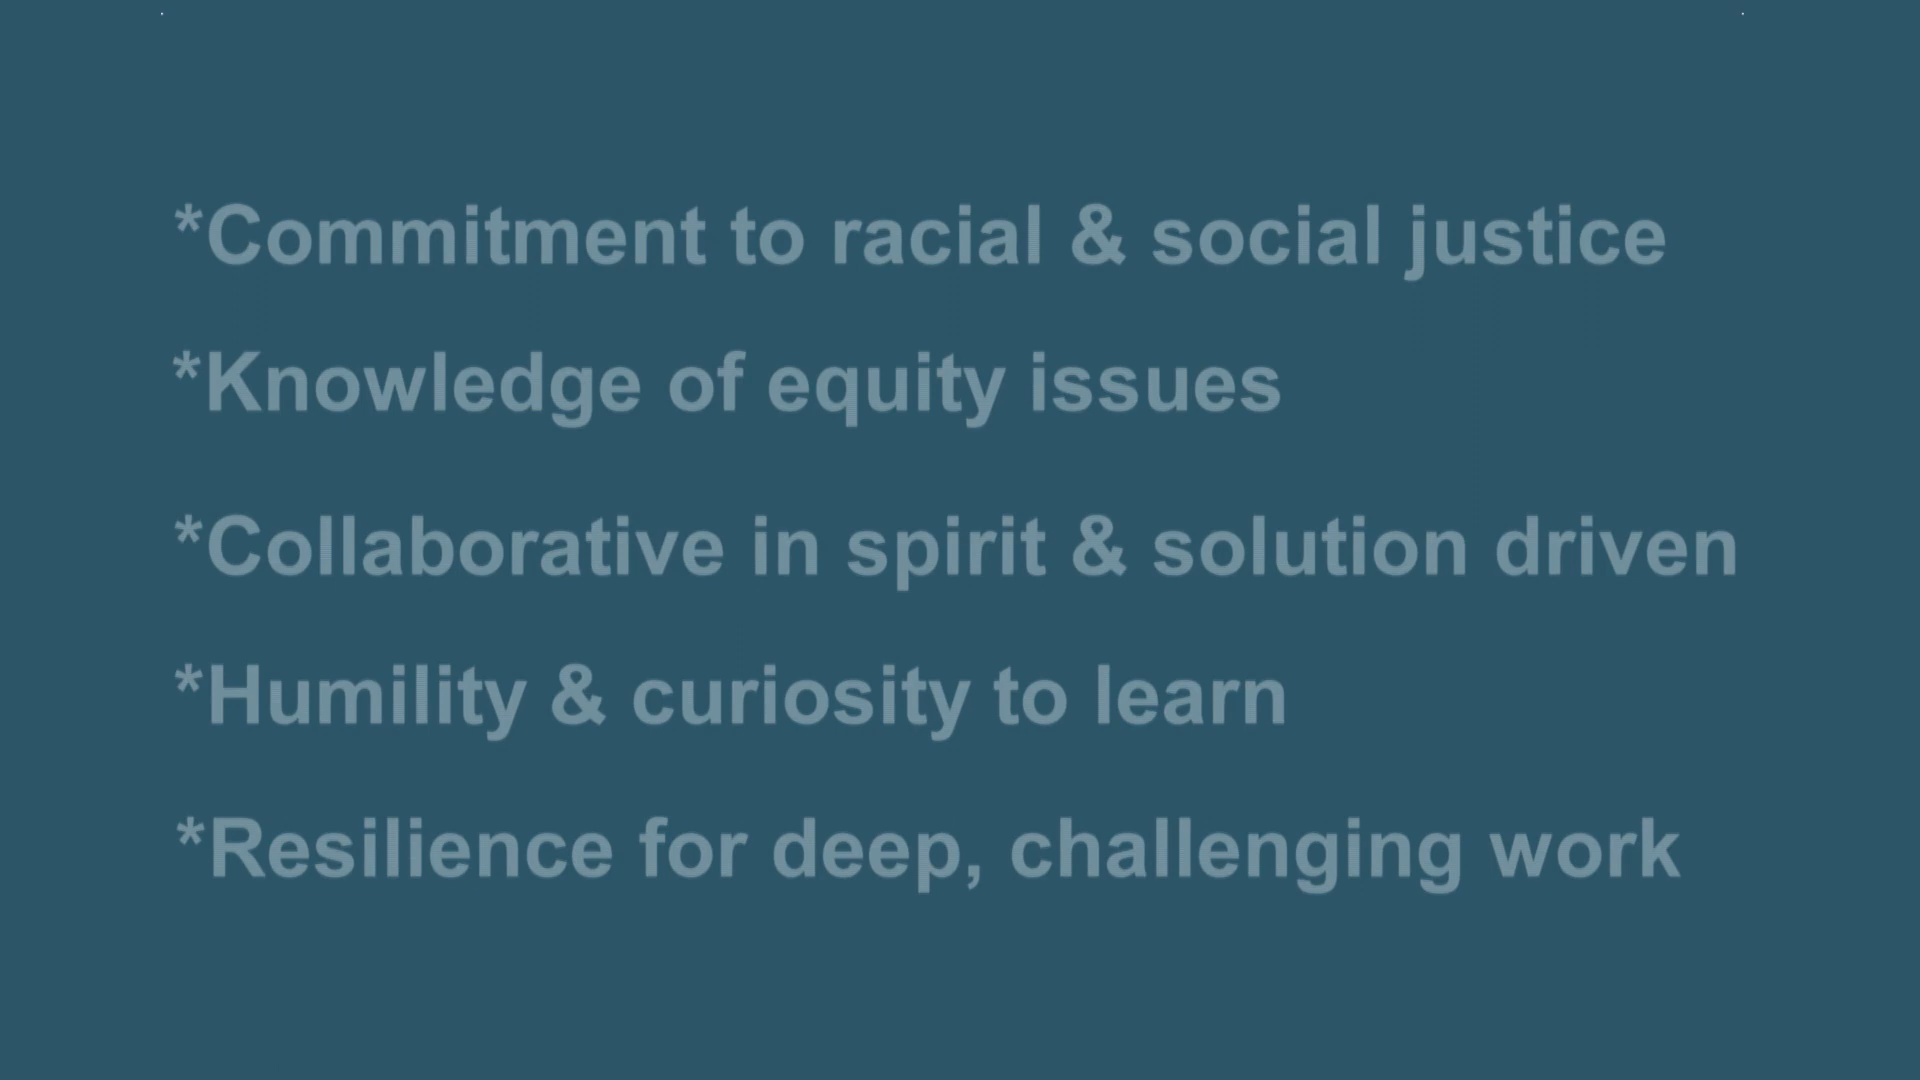 *Commitment to racial & social justice
*Knowledge of equity issues
*Collaborative in spirit & solution driven
*Humility & curiosity to learn
*Resilience for deep, challenging work